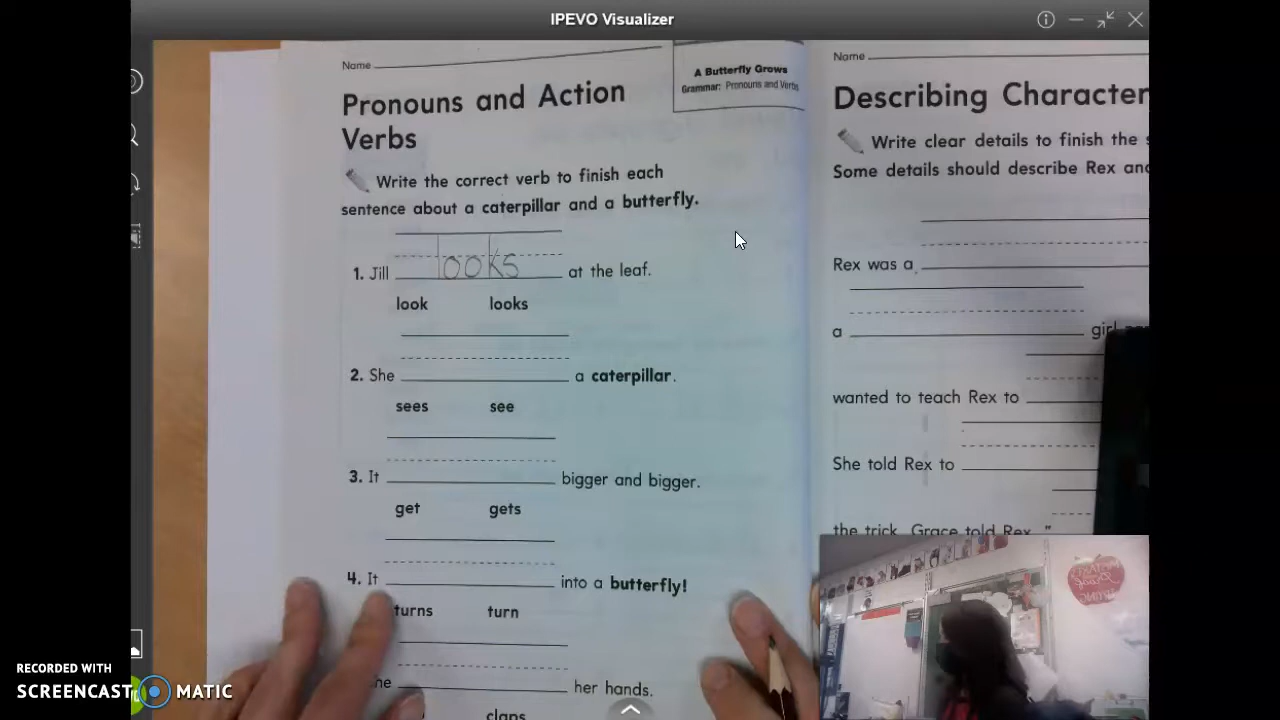 IPEVO Visualizer
Name
A Butterfly Grows
Grammar: Pronouns and Verbs
Pronouns and Action
Verbs
Write the correct verb to finish each
sentence about a caterpillar and a butterfly.
1. Jill looks at the leaf.
look looks
2. She a caterpillar.
sees see
3. It bigger and bigger.
get gets
4. It into a butterfly!
turns turn
her hands.
claps
Name
Describing Character
Write clear details to finish the
Some details should describe Rex and
Rex was a
a girl
wanted to teach Rex to
She told Rex to
the trick. Grace told Rex, "
RECORDED WITH
SCREENCAST MATIC